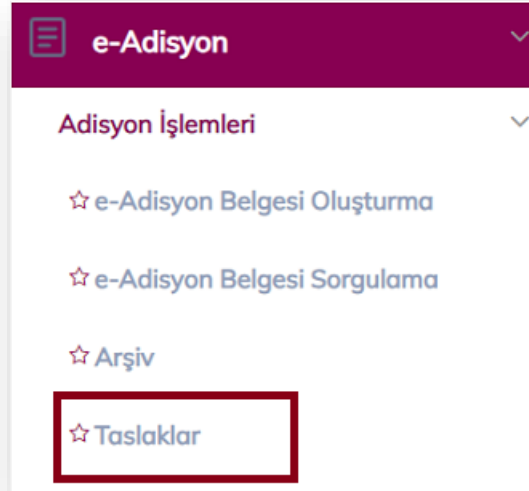 e-Adisyon
Adisyon İşlemleri
e-Adisyon Belgesi Oluşturma
e-Adisyon Belgesi Sorgulama
Arşiv
Taslaklar